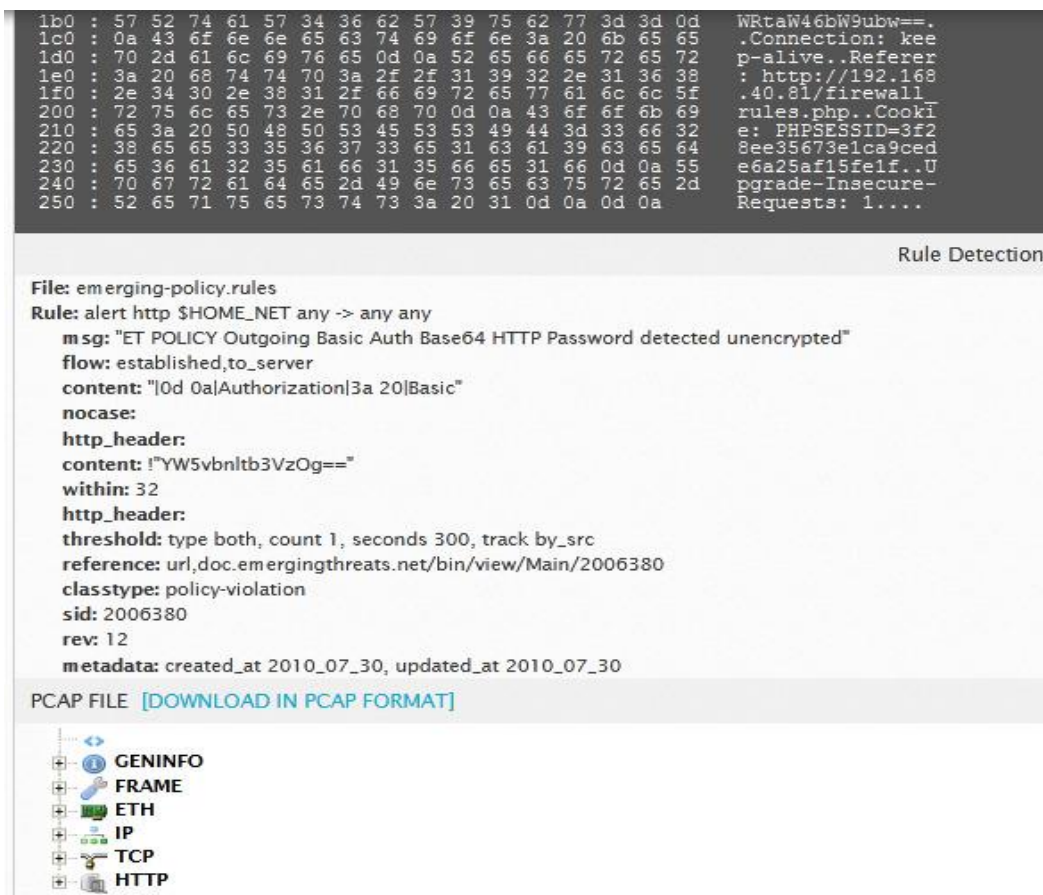 1b0 : 57 52 74 61 57 34 36 62 57 39 75 62 77 3d 3d 0d WRtaW46bW9ubw==.
1c0 : 0a 43 6f 6e 6e 65 63 74 69 6f 6e 3a 20 6b 65 65 .Connection: kee
1d0 : 70 2d 61 6c 69 76 65 0d 0a 52 65 66 65 72 65 72 p-alive..Referer
1e0 : 3a 20 68 74 74 70 3a 2f 2f 31 39 32 2e 31 36 38 : http://192.168
1f0 : 2e 34 30 2e 38 31 2f 66 69 72 65 77 61 6c 6c 5f .40.81/firewall_
200 : 72 75 6c 65 73 2e 70 68 70 0d 0a 43 6f 6f 6b 69 rules.php..Cooki
210 : 65 3a 20 50 48 50 53 45 53 53 49 44 3d 33 66 32 e: PHPSESSID=3f2
220 : 38 65 65 33 35 36 37 33 65 31 63 61 39 63 65 64 8ee35673e1ca9ced
230 : 65 36 61 32 35 61 66 31 35 66 65 31 66 0d 0a 55 e6a25af15fe1f..U
240 : 70 67 72 61 64 65 2d 49 6e 73 65 63 75 72 65 2d pgrade-Insecure-
250 : 52 65 71 75 65 73 74 73 3a 20 31 0d 0a 0d 0a Requests: 1....
Rule Detection
File: emerging-policy.rules
Rule: alert http $HOME_NET any -> any any
msg: "ET POLICY Outgoing Basic Auth Base64 HTTP Password detected unencrypted"
flow: established,to_server
content: "|0d 0a|Authorization|3a 20|Basic"
nocase:
http_header:
content: !"YW5vbnltb3VzOg=="
within: 32
http_header:
threshold: type both, count 1, seconds 300, track by_src
reference: url,doc.emergingthreats.net/bin/view/Main/2006380
classtype: policy-violation
sid: 2006380
rev: 12
metadata: created_at 2010_07_30, updated_at 2010_07_30
PCAP FILE [DOWNLOAD IN PCAP FORMAT]
GENINFO
FRAME
ETH
IP
TCP
HTTP